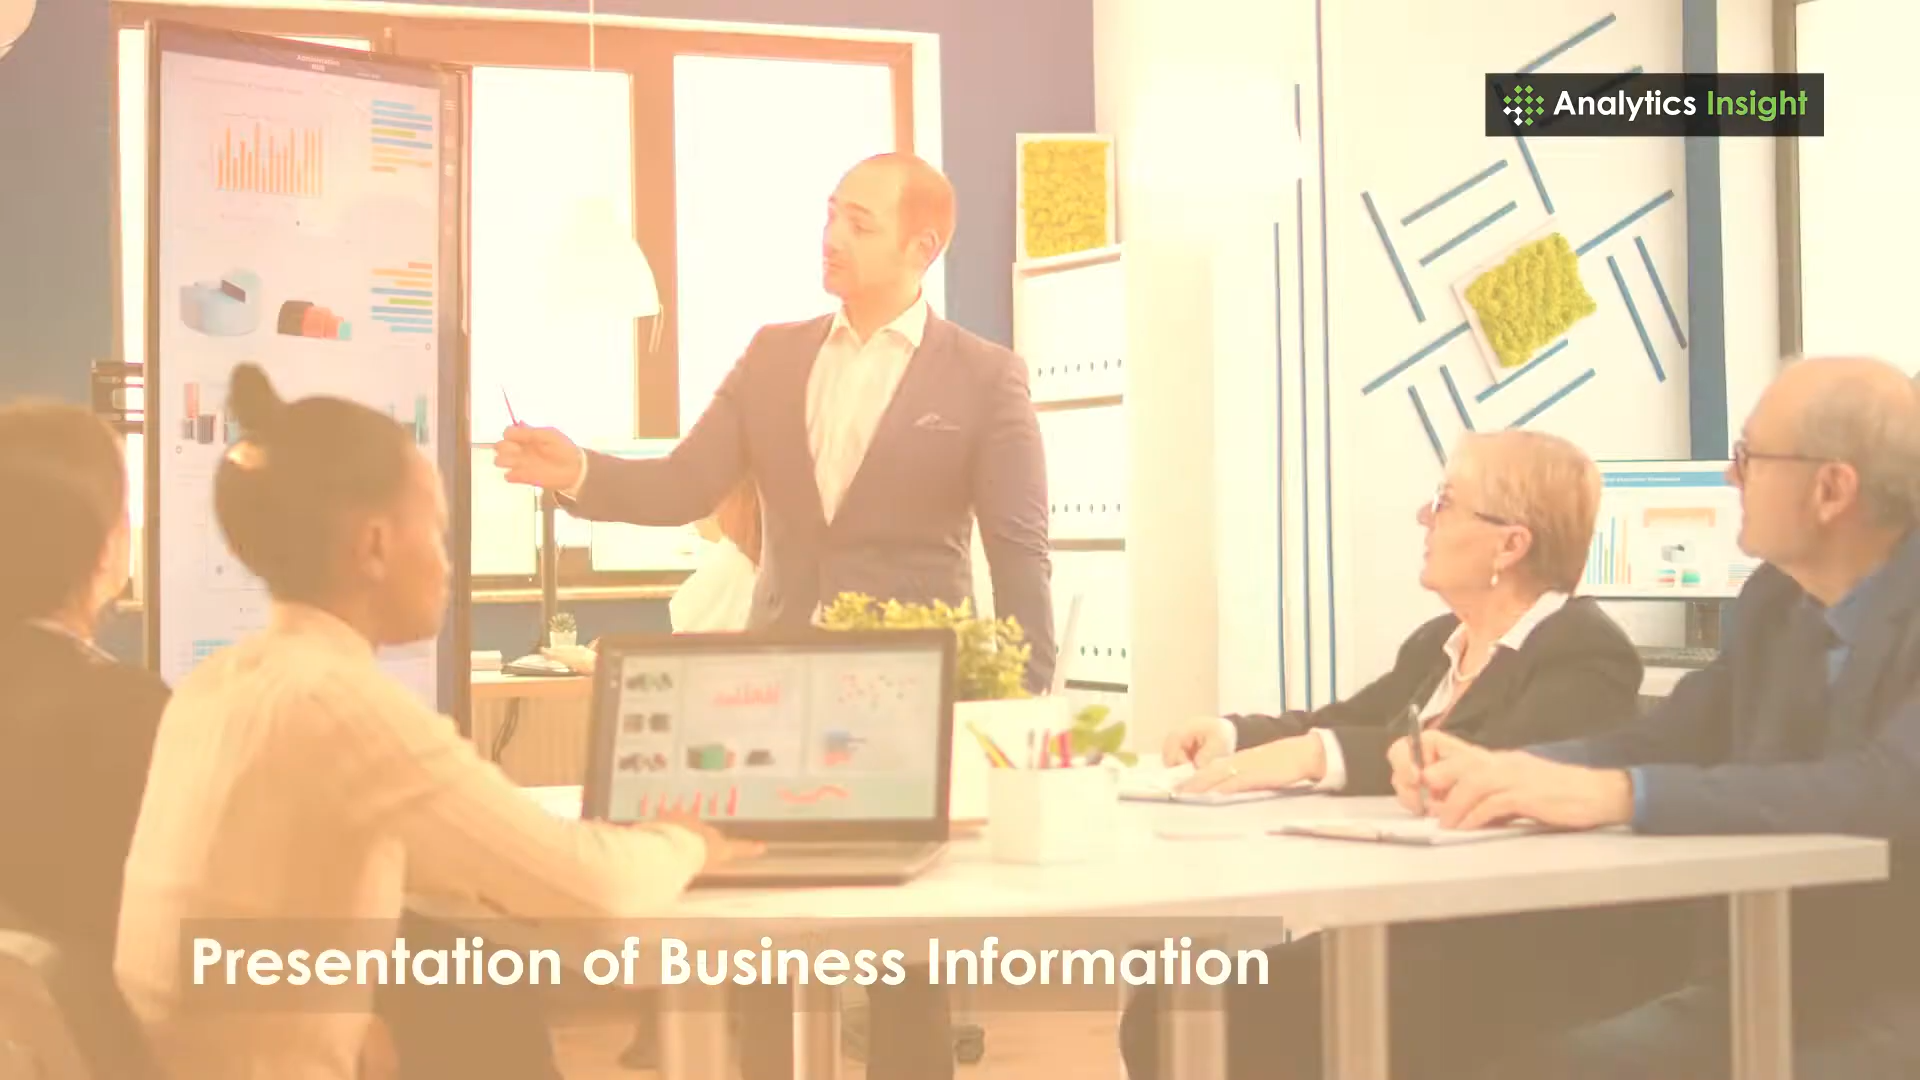 Analytics Insight
Presentation of Business Information